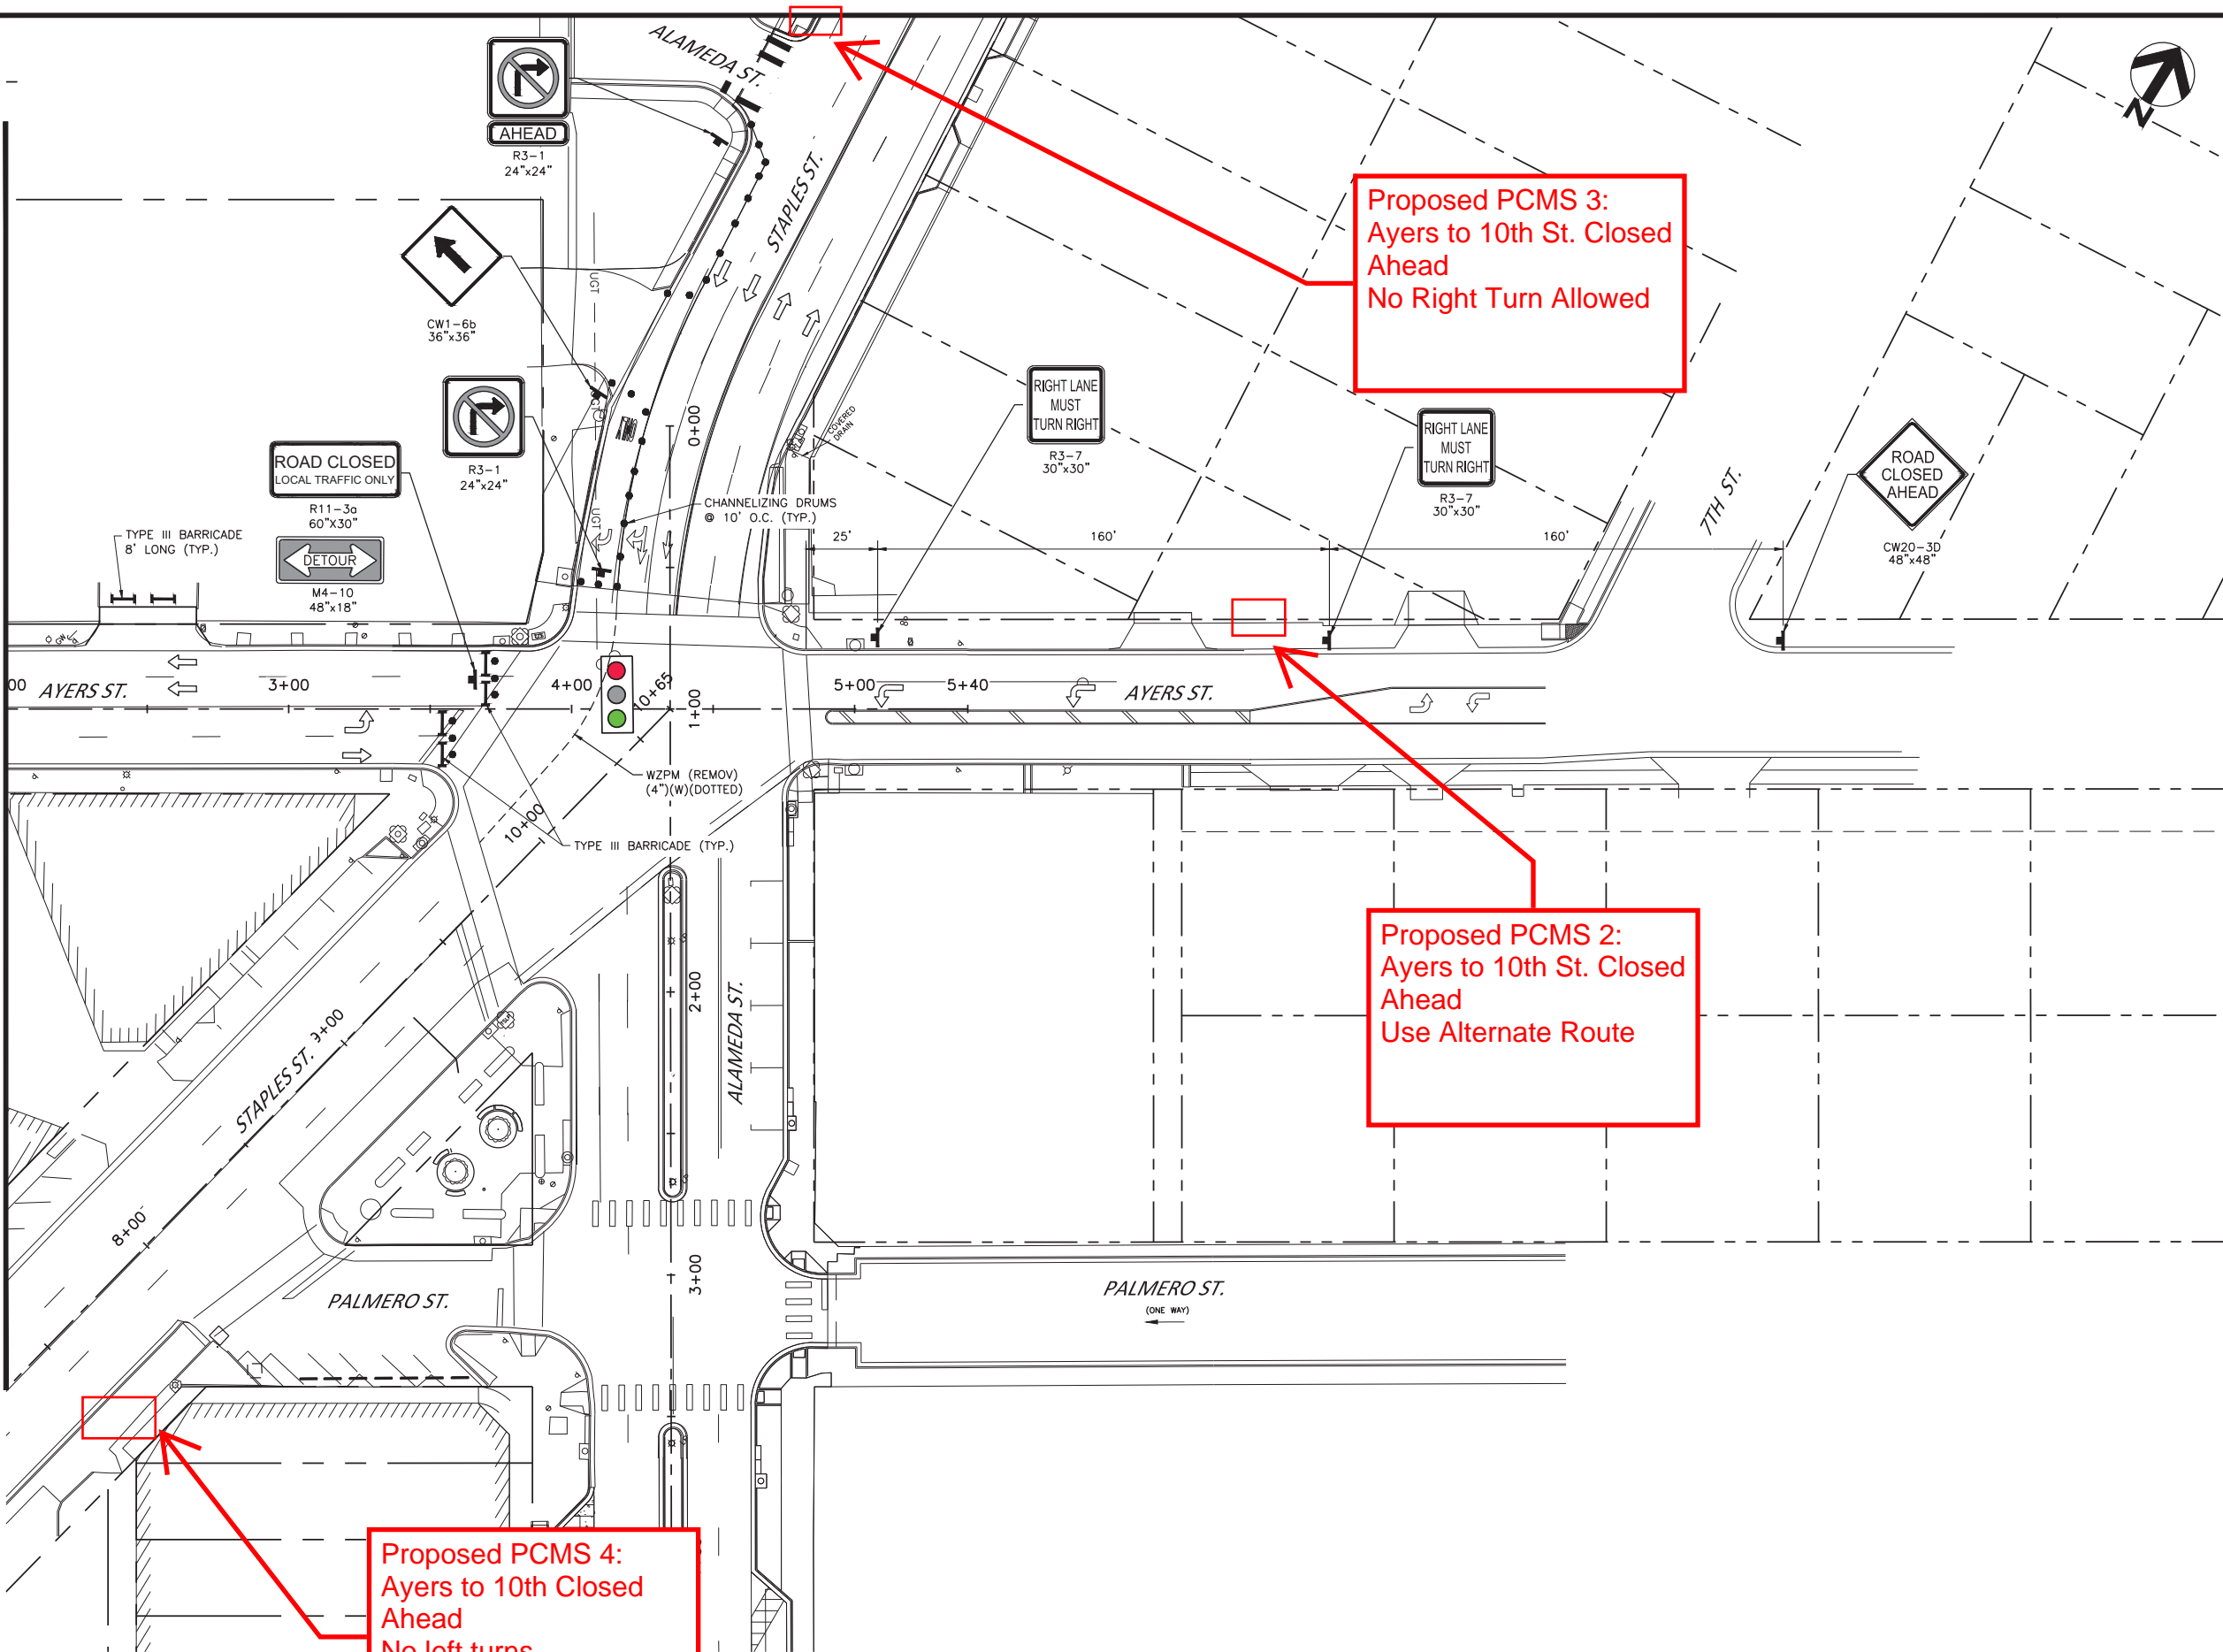 ALAMEDA ST.
N
AHEAD
R3-1
24"x24"
STAPLES ST.
Proposed PCMS 3:
Ayers to 10th St. Closed
Ahead
No Right Turn Allowed
CW1-6b
36"x36"
UGT
R3-1
24"x24"
0+00
COVERED
DRAIN
RIGHT LANE
MUST
TURN RIGHT
R3-7
30"x30"
RIGHT LANE
MUST
TURN RIGHT
R3-7
30"x30"
7TH ST.
ROAD
CLOSED
AHEAD
CW20-3D
48"x48"
ROAD CLOSED
LOCAL TRAFFIC ONLY
R11-3a
60"x30"
TYPE III BARRICADE
8' LONG (TYP.)
DETOUR
M4-10
48"x18"
UGT
CHANNELIZING DRUMS
@ 10' O.C. (TYP.)
25'
160'
160'
00
AYERS ST.
3+00
4+00
10+65
1+00
5+00
5+40
AYERS ST.
WZPM (REMOV)
(4")(W)(DOTTED)
10+00
TYPE III BARRICADE (TYP.)
Proposed PCMS 2:
Ayers to 10th St. Closed
Ahead
Use Alternate Route
2+00
ALAMEDA ST.
STAPLES ST.
9+00
8+00
3+00
PALMERO ST.
PALMERO ST.
(ONE WAY)
Proposed PCMS 4:
Ayers to 10th Closed
Ahead
No left turns